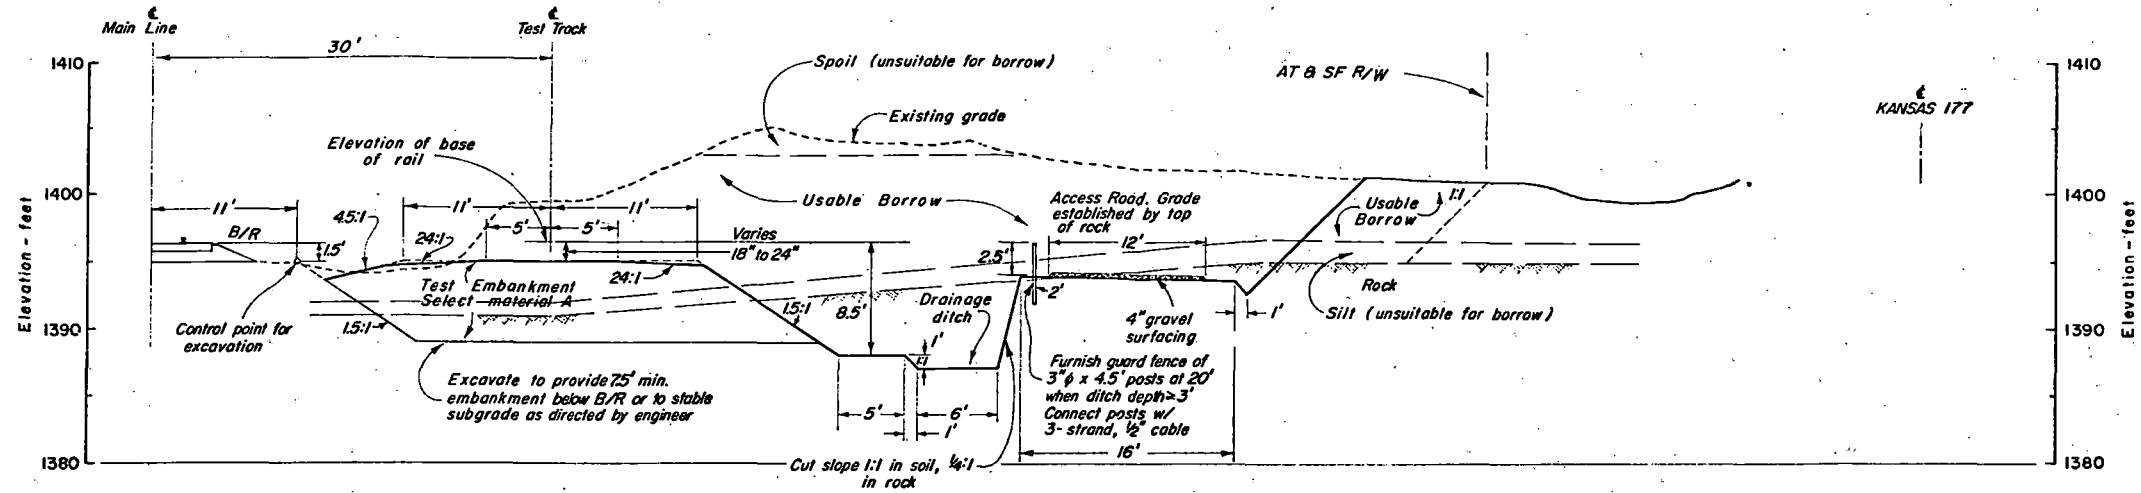 ℄
Main Line
℄
Test Track
30'
1410
1400
1390
1380
Elevation - feet
Spoil (unsuitable for borrow)
Existing grade
AT & SF R/W
1410
1400
1390
1380
Elevation - feet
℄
KANSAS 177
Elevation of base
of rail
Usable Borrow
Access Road. Grade
established by top
of rock
12'
Usable
Borrow
1:1
11'
B/R
1.5'
4.5:1
24:1
11'
11'
5'
5'
Varies
18" to 24"
24:1
2.5'
2'
Test Embankment
Select material A
1.5:1
1.5:1
8.5'
Drainage
ditch
1'
1:1
Rock
Silt (unsuitable for borrow)
1'
4" gravel
surfacing
Control point for
excavation
Excavate to provide 7.5' min.
embankment below B/R or to stable
subgrade as directed by engineer
5'
6'
1'
Furnish guard fence of
3"φ x 4.5' posts at 20'
when ditch depth ≥ 3'
Connect posts w/
3- strand, ½" cable
16'
Cut slope 1:1 in soil, ¼:1
in rock